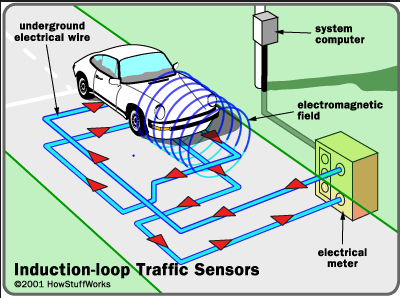 underground
electrical wire
system
computer
electromagnetic
field
electrical
meter
Induction-loop Traffic Sensors
©2001 HowStuffWorks